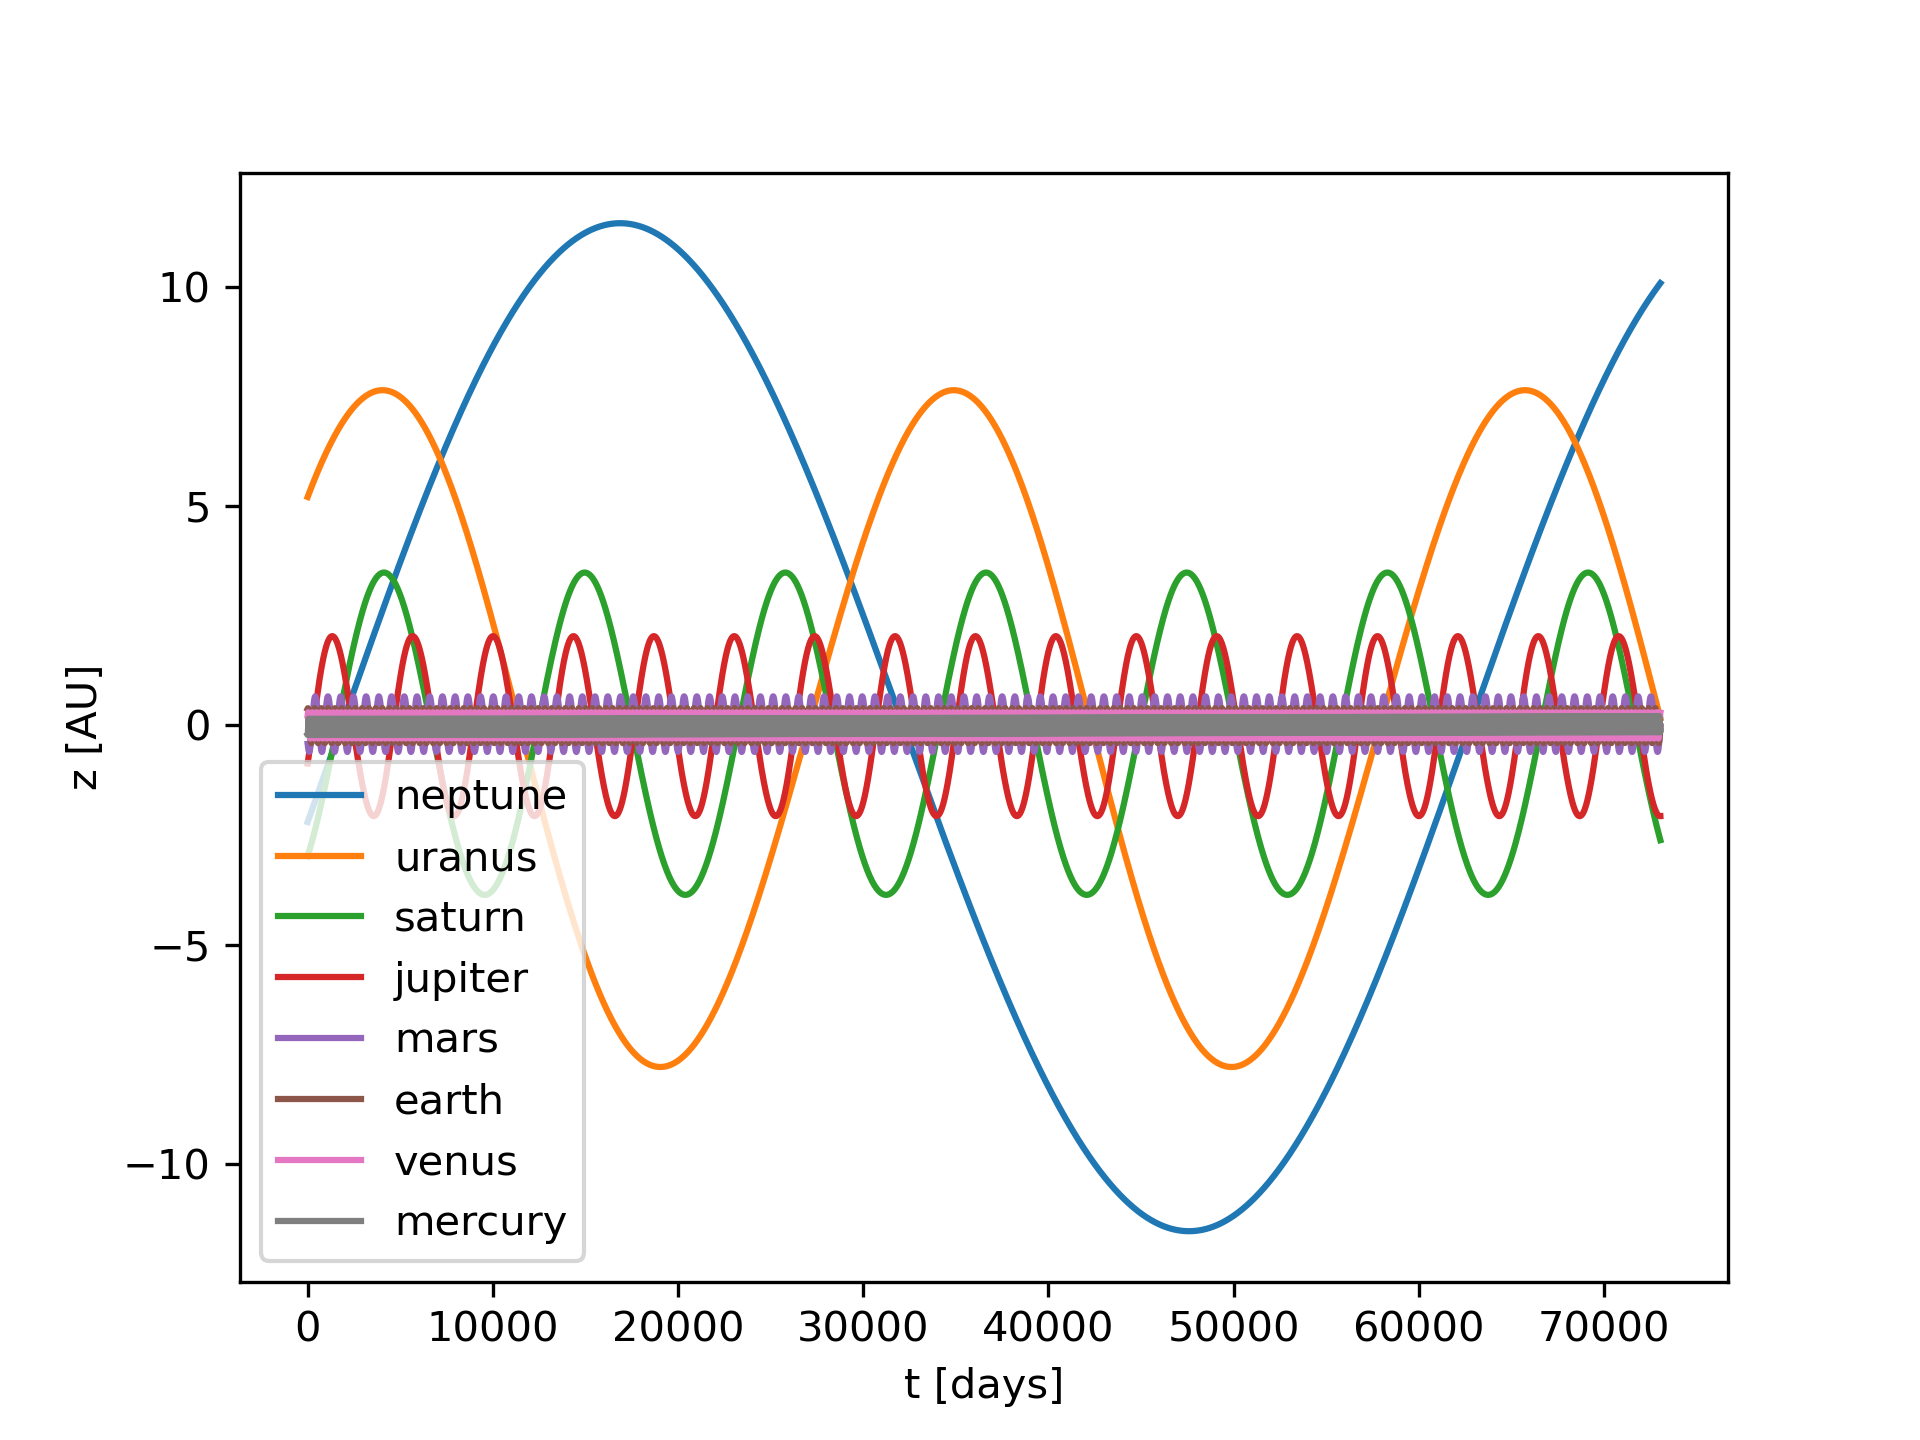 10
5
0
−5
−10
z [AU]
neptune
uranus
saturn
jupiter
mars
earth
venus
mercury
0 10000 20000 30000 40000 50000 60000 70000
t [days]